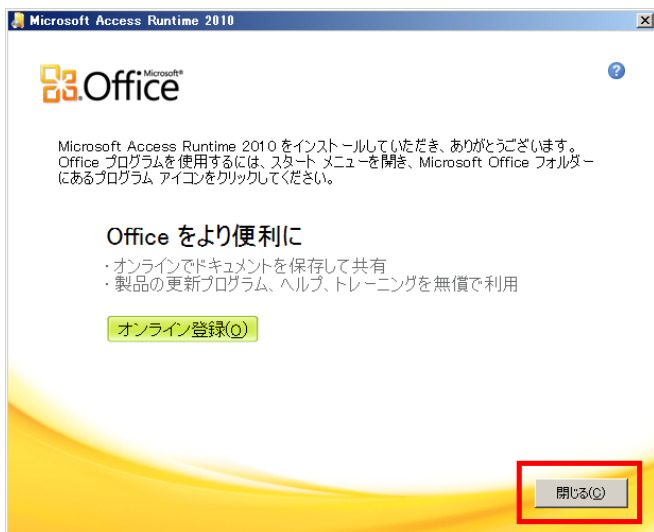 Microsoft Access Runtime 2010
Microsoft®
Office
Microsoft Access Runtime 2010 をインストールしていただき、ありがとうございます。
Office プログラムを使用するには、スタート メニューを開き、Microsoft Office フォルダー
にあるプログラム アイコンをクリックしてください。
Office をより便利に
・オンラインでドキュメントを保存して共有
・製品の更新プログラム、ヘルプ、トレーニングを無償で利用
オンライン登録(O)
閉じる(C)